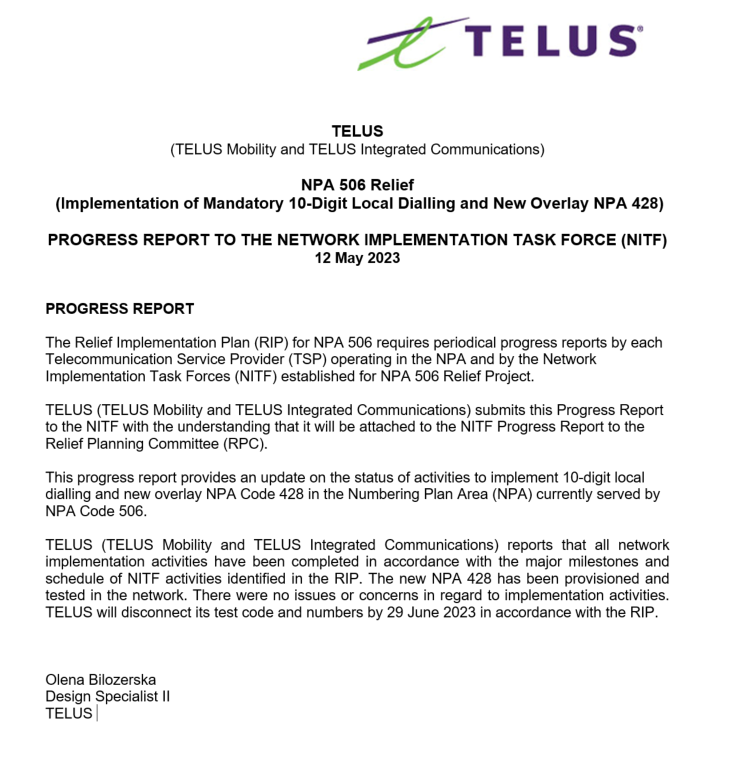 TELUS®
TELUS
(TELUS Mobility and TELUS Integrated Communications)
NPA 506 Relief
(Implementation of Mandatory 10-Digit Local Dialling and New Overlay NPA 428)
PROGRESS REPORT TO THE NETWORK IMPLEMENTATION TASK FORCE (NITF)
12 May 2023
PROGRESS REPORT
The Relief Implementation Plan (RIP) for NPA 506 requires periodical progress reports by each
Telecommunication Service Provider (TSP) operating in the NPA and by the Network
Implementation Task Forces (NITF) established for NPA 506 Relief Project.
TELUS (TELUS Mobility and TELUS Integrated Communications) submits this Progress Report
to the NITF with the understanding that it will be attached to the NITF Progress Report to the
Relief Planning Committee (RPC).
This progress report provides an update on the status of activities to implement 10-digit local
dialling and new overlay NPA Code 428 in the Numbering Plan Area (NPA) currently served by
NPA Code 506.
TELUS (TELUS Mobility and TELUS Integrated Communications) reports that all network
implementation activities have been completed in accordance with the major milestones and
schedule of NITF activities identified in the RIP. The new NPA 428 has been provisioned and
tested in the network. There were no issues or concerns in regard to implementation activities.
TELUS will disconnect its test code and numbers by 29 June 2023 in accordance with the RIP.
Olena Bilozerska
Design Specialist II
TELUS